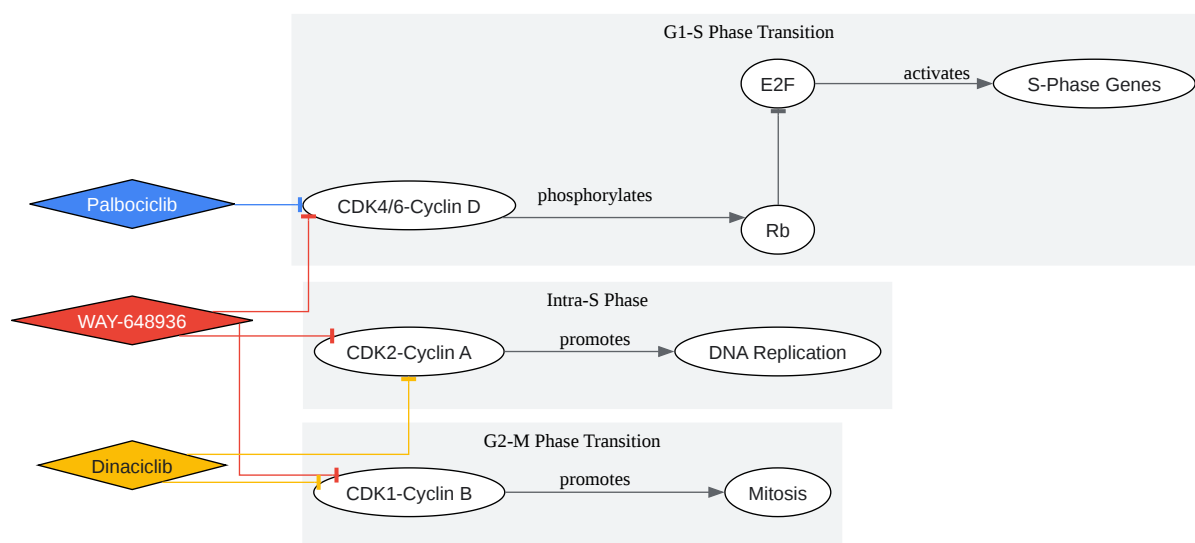 G1-S Phase Transition
E2F
activates
S-Phase Genes
Palbociclib
CDK4/6-Cyclin D
phosphorylates
Rb
Intra-S Phase
WAY-648936
CDK2-Cyclin A
promotes
DNA Replication
G2-M Phase Transition
Dinaciclib
CDK1-Cyclin B
promotes
Mitosis